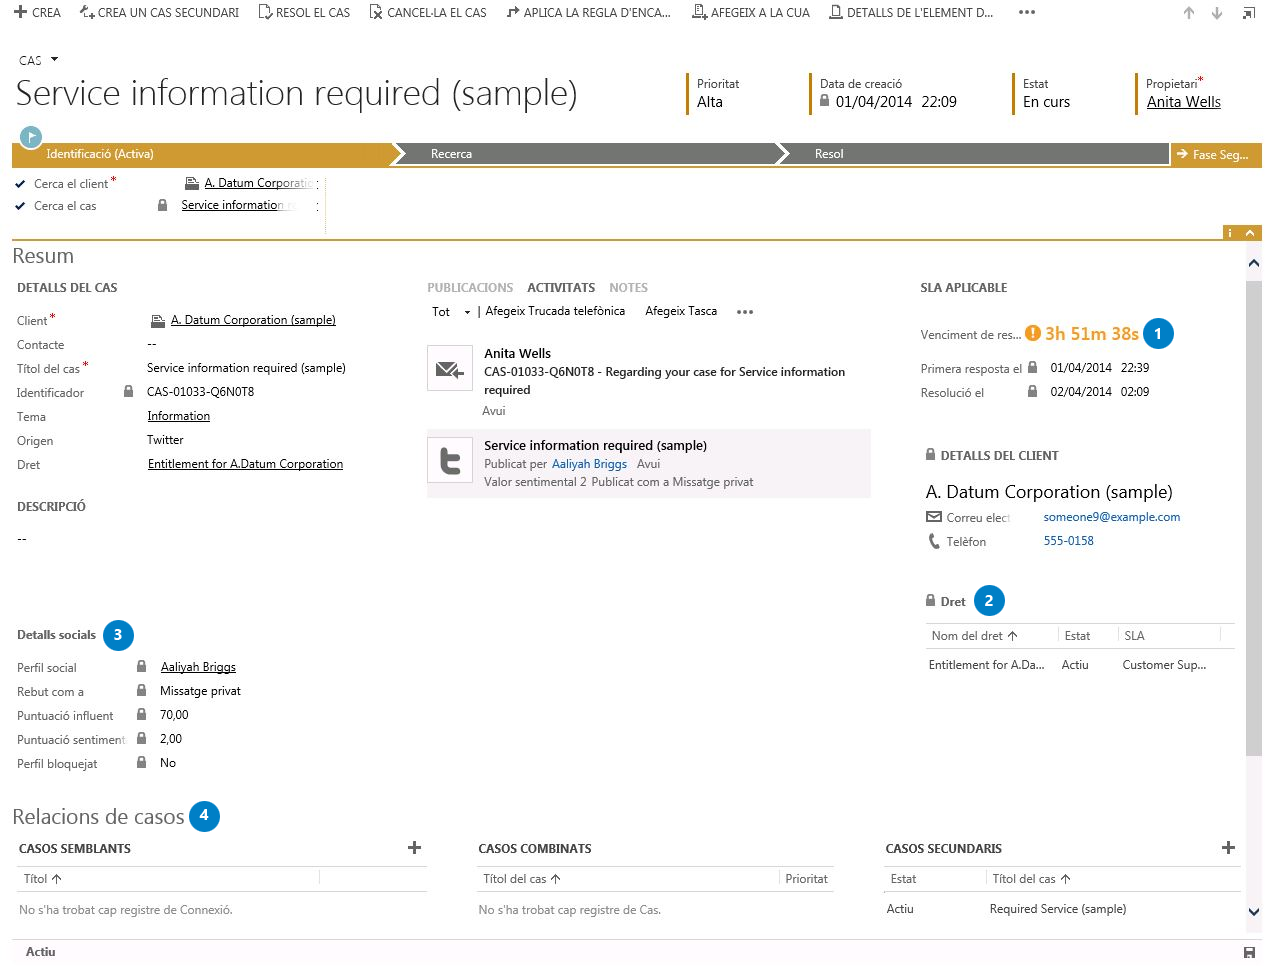 CREA CREA UN CAS SECUNDARI RESOL EL CAS CANCEL·LA EL CAS APLICA LA REGLA D'ENCA... AFEGEIX A LA CUA DETALLS DE L'ELEMENT D... •••
CAS
Service information required (sample)
Prioritat
Alta
Data de creació
01/04/2014 22:09
Estat
En curs
Propietari*
Anita Wells
Identificació (Activa)
Recerca
Resol
Fase Seg...
Cerca el client*
A. Datum Corporatio
Cerca el cas
Service information re
Resum
DETALLS DEL CAS
Client*
A. Datum Corporation (sample)
Contacte
--
Títol del cas*
Service information required (sample)
Identificador
CAS-01033-Q6N0T8
Tema
Information
Origen
Twitter
Dret
Entitlement for A.Datum Corporation
DESCRIPCIÓ
--
Detalls socials 3
Perfil social
Aaliyah Briggs
Rebut com a
Missatge privat
Puntuació influent
70,00
Puntuació sentiment
2,00
Perfil bloquejat
No
PUBLICACIONS ACTIVITATS NOTES
Tot | Afegeix Trucada telefònica Afegeix Tasca •••
Anita Wells
CAS-01033-Q6N0T8 - Regarding your case for Service information
required
Avui
Service information required (sample)
Publicat per Aaliyah Briggs Avui
Valor sentimental 2 Publicat com a Missatge privat
SLA APLICABLE
Venciment de res... 3h 51m 38s 1
Primera resposta el 01/04/2014 22:39
Resolució el 02/04/2014 02:09
DETALLS DEL CLIENT
A. Datum Corporation (sample)
Correu elect someone9@example.com
Telèfon 555-0158
Dret 2
Nom del dret Estat SLA
Entitlement for A.Da... Actiu Customer Sup...
Relacions de casos 4
CASOS SEMBLANTS
Títol
No s'ha trobat cap registre de Connexió.
CASOS COMBINATS
Títol del cas Prioritat
No s'ha trobat cap registre de Cas.
CASOS SECUNDARIS
Estat Títol del cas
Actiu Required Service (sample)
Actiu